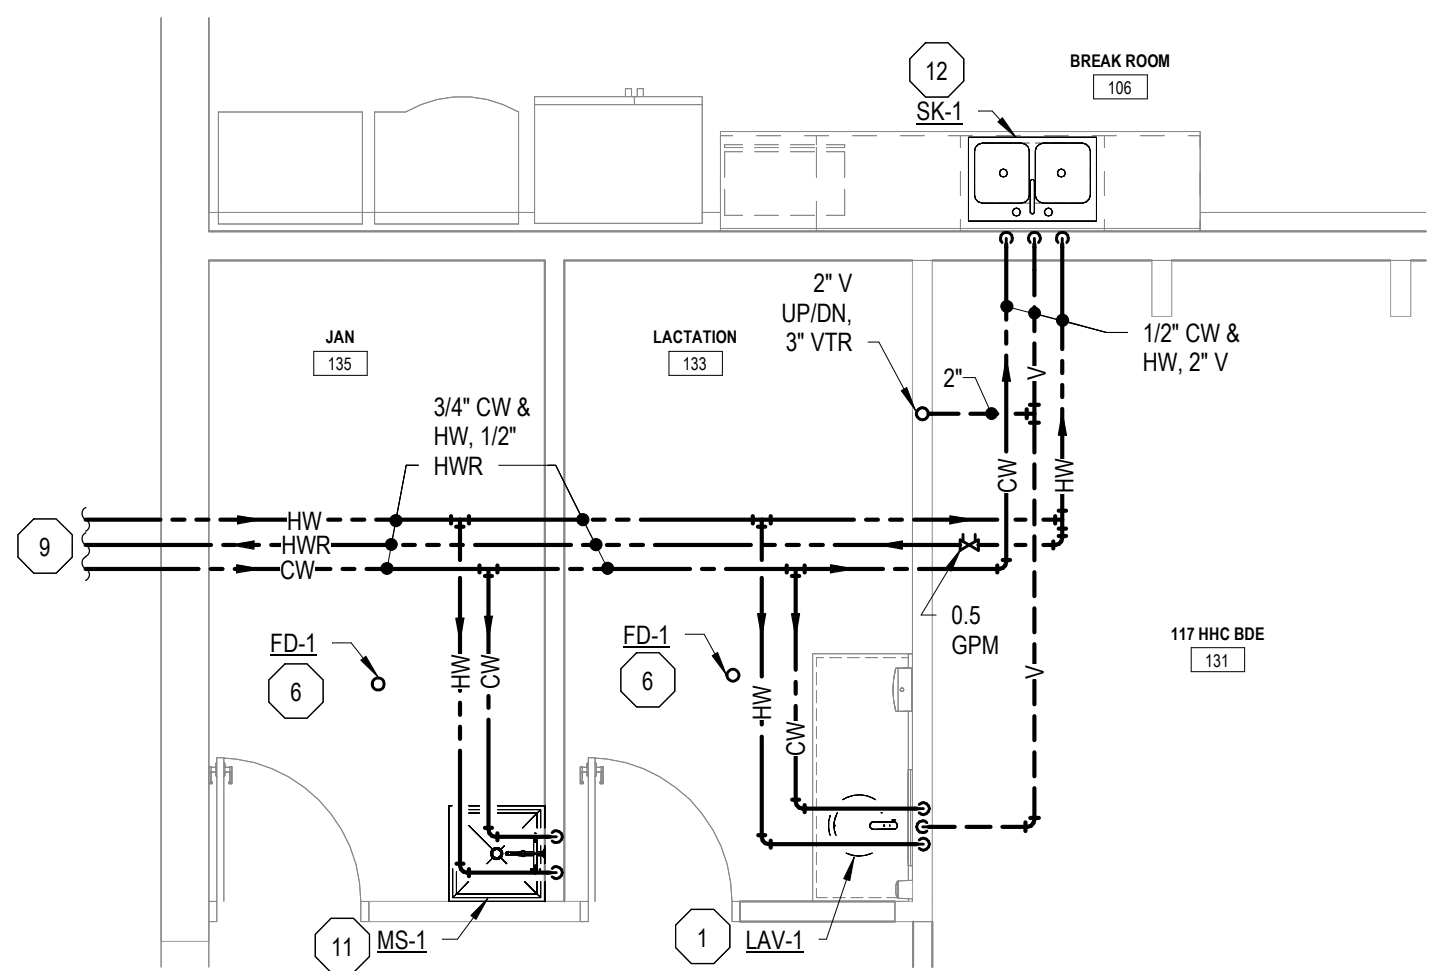 12
SK-1
BREAK ROOM
106
2" V
UP/DN,
3" VTR
1/2" CW &
HW, 2" V
JAN
135
LACTATION
133
2"
V
3/4" CW &
HW, 1/2"
HWR
CW
HW
9
HW
HWR
CW
0.5
GPM
117 HHC BDE
131
FD-1
6
FD-1
6
HW
CW
HW
CW
V
11
MS-1
1
LAV-1